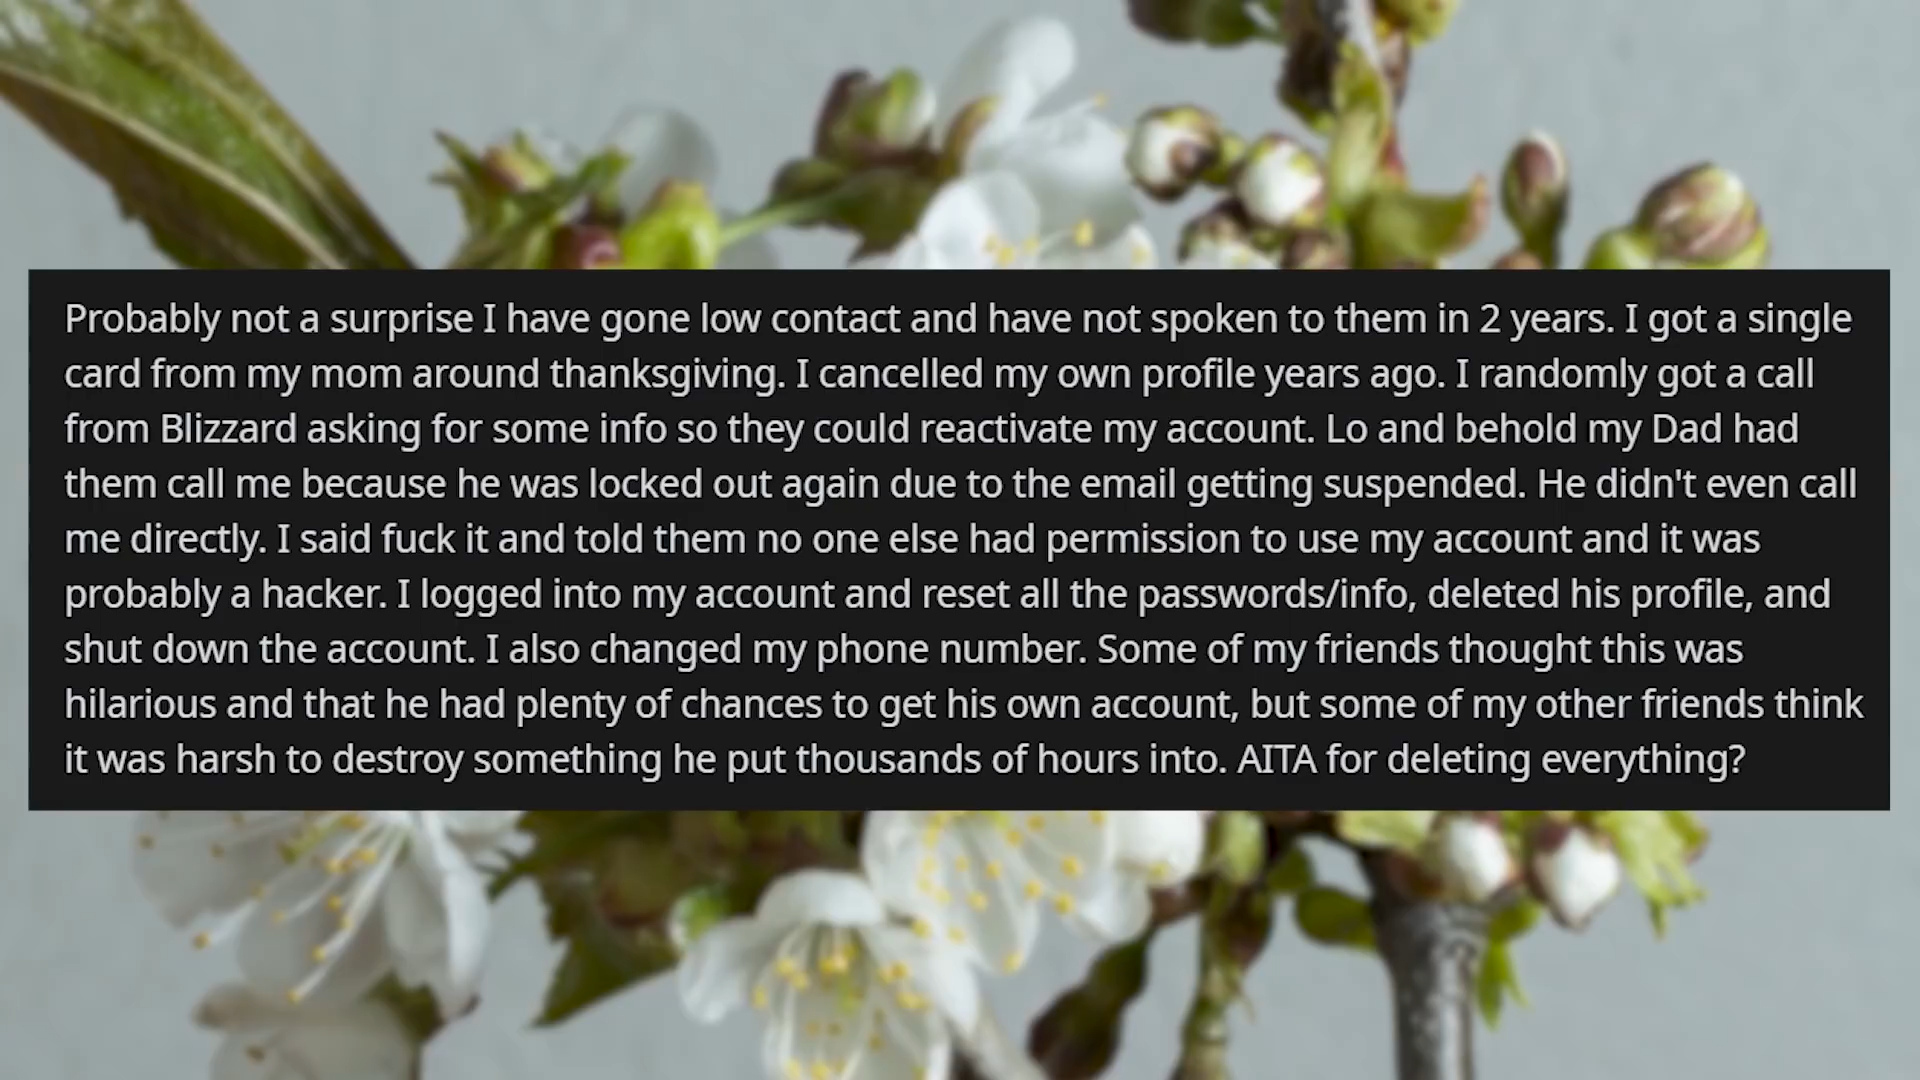 Probably not a surprise I have gone low contact and have not spoken to them in 2 years. I got a single
card from my mom around thanksgiving. I cancelled my own profile years ago. I randomly got a call
from Blizzard asking for some info so they could reactivate my account. Lo and behold my Dad had
them call me because he was locked out again due to the email getting suspended. He didn't even call
me directly. I said fuck it and told them no one else had permission to use my account and it was
probably a hacker. I logged into my account and reset all the passwords/info, deleted his profile, and
shut down the account. I also changed my phone number. Some of my friends thought this was
hilarious and that he had plenty of chances to get his own account, but some of my other friends think
it was harsh to destroy something he put thousands of hours into. AITA for deleting everything?